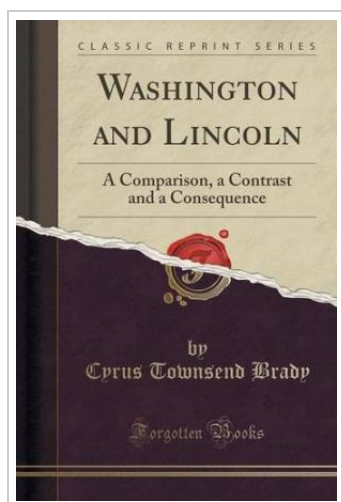 CLASSIC REPRINT SERIES
WASHINGTON
AND LINCOLN
A Comparison, a Contrast
and a Consequence
by
Cyrus Townsend Brady
Forgotten Books